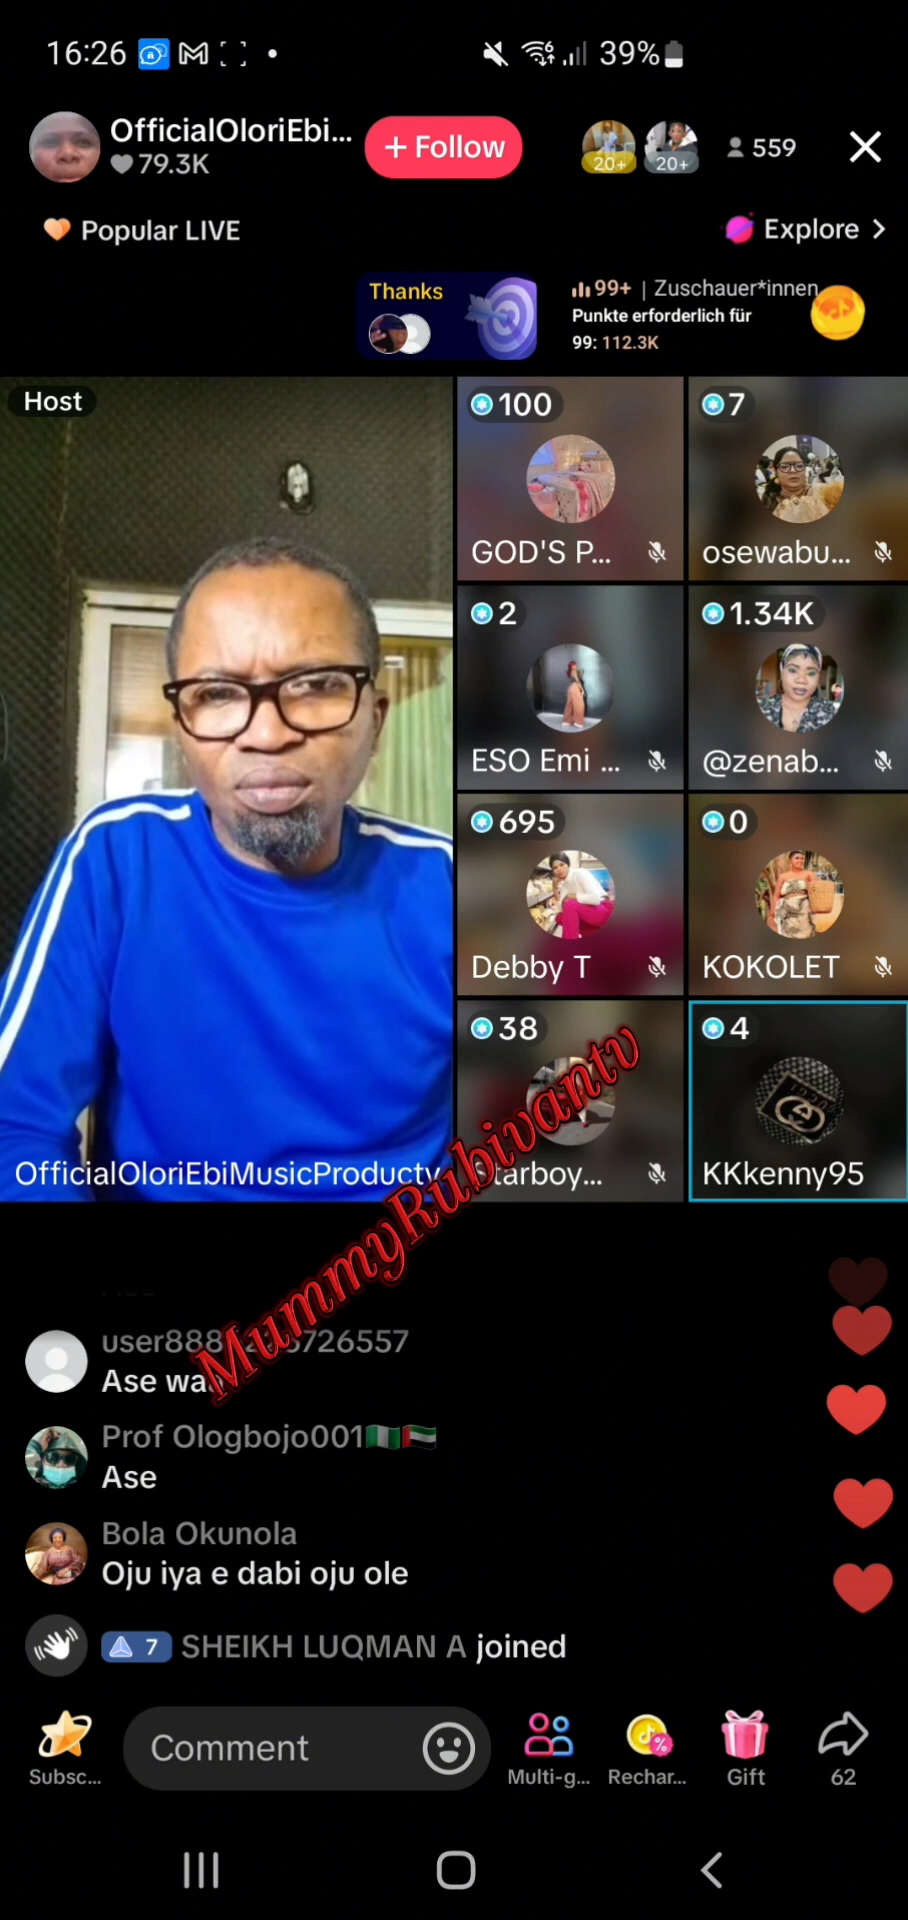 16:26
39%
OfficialOloriEbi...
79.3K
+ Follow
20+
20+
559
Popular LIVE
Explore >
Thanks
99+ | Zuschauer*innen
Punkte erforderlich für
99: 112.3K
Host
OfficialOloriEbiMusicProductv
100
GOD'S P...
7
osewabu...
2
ESO Emi ...
1.34K
@zenab...
695
Debby T
0
KOKOLET
38
Starboy...
4
KKkenny95
MummyRubivantv
Ase
Prof Ologbojo001🇳🇬🇦🇪
Ase
Bola Okunola
Oju iya e dabi oju ole
7 SHEIKH LUQMAN A joined
Subsc...
Comment
Multi-g...
Rechar...
Gift
62